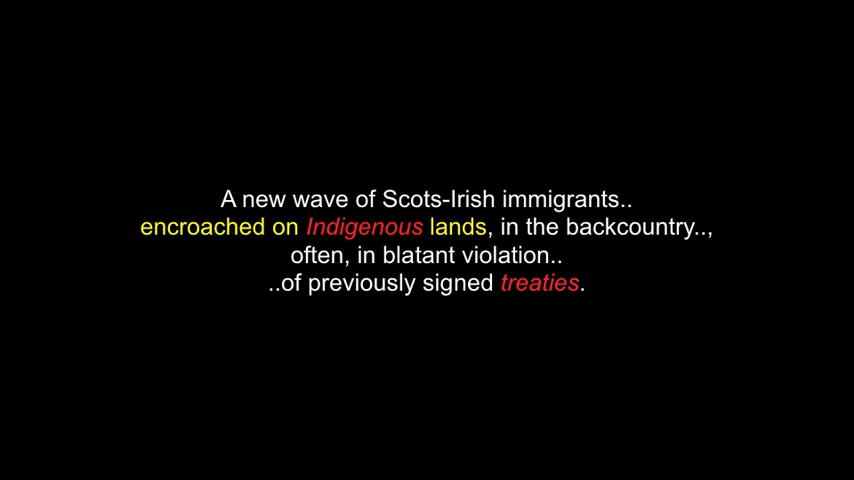 A new wave of Scots-Irish immigrants..
encroached on Indigenous lands, in the backcountry..,
often, in blatant violation..
..of previously signed treaties.